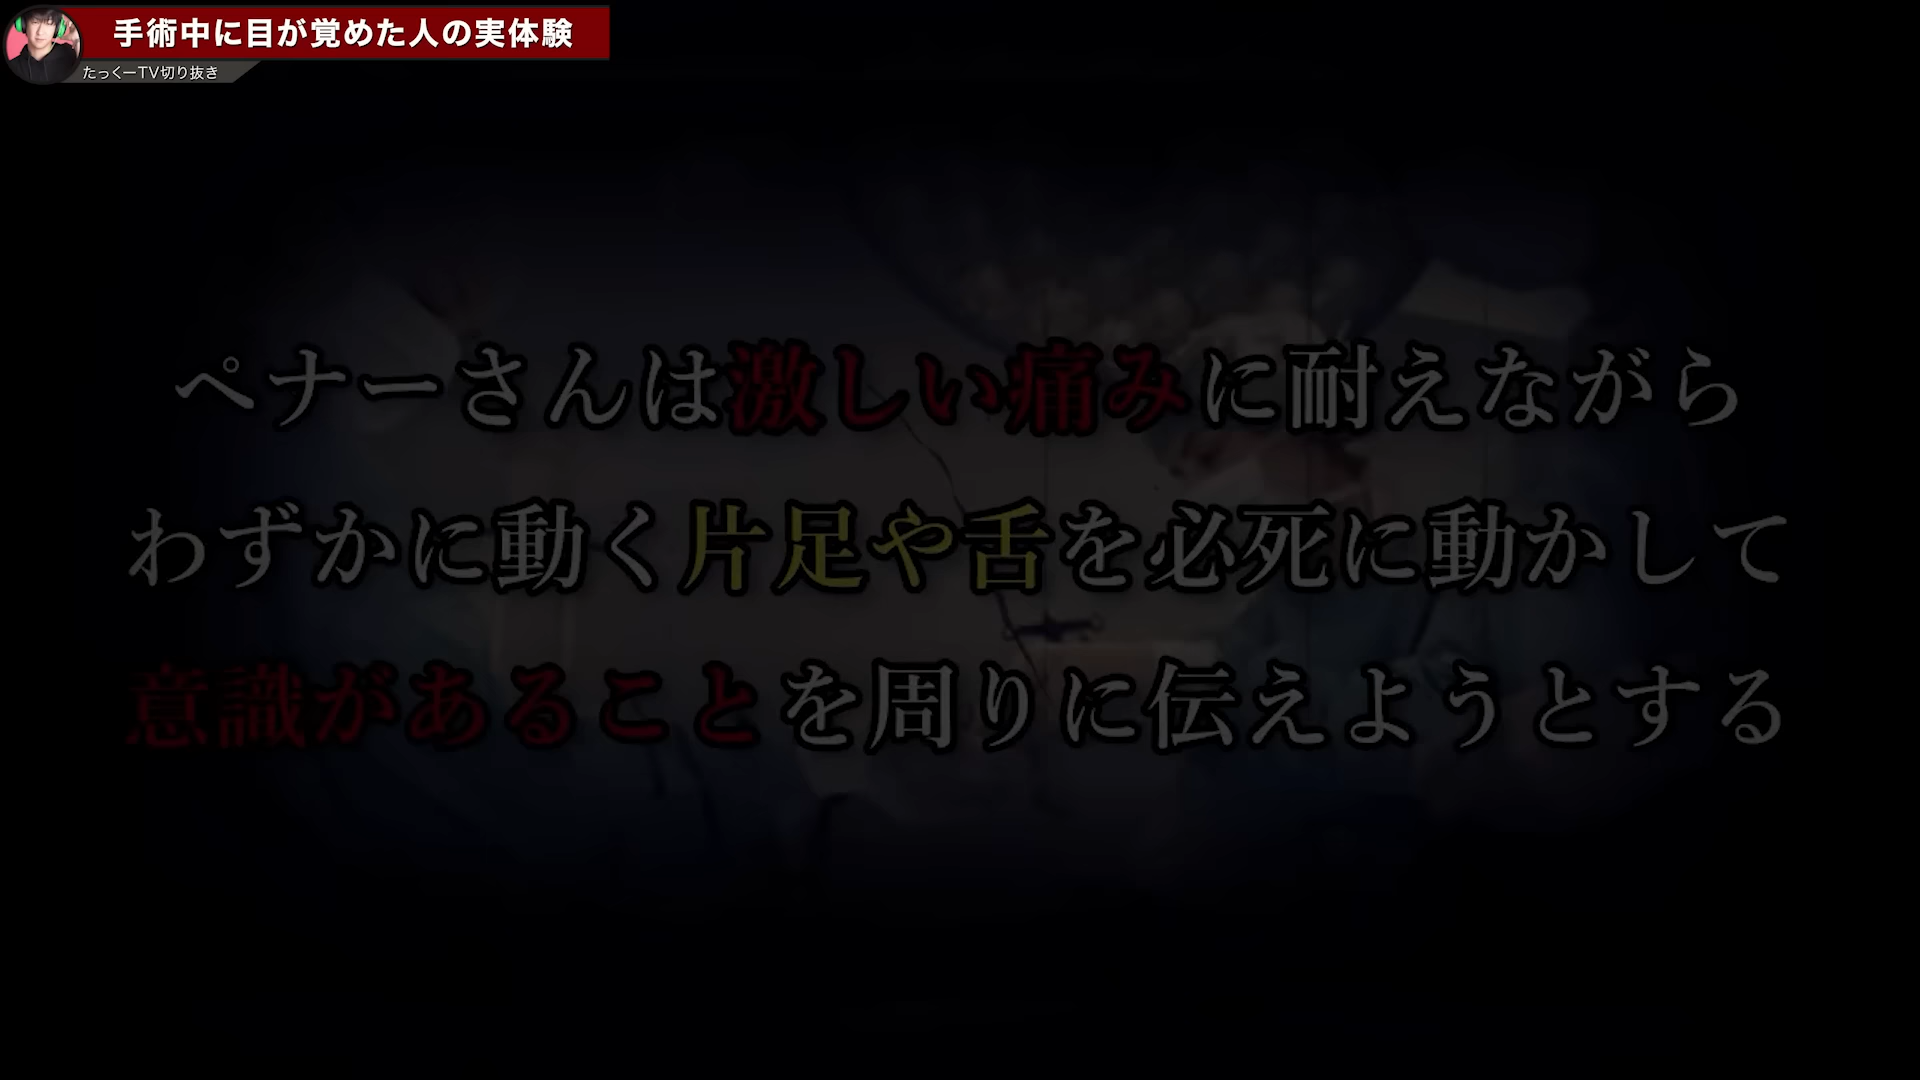 手術中に目が覚めた人の実体験
たっくーTV切り抜き
ペナーさんは激しい痛みに耐えながら
わずかに動く片足や舌を必死に動かして
意識があることを周りに伝えようとする